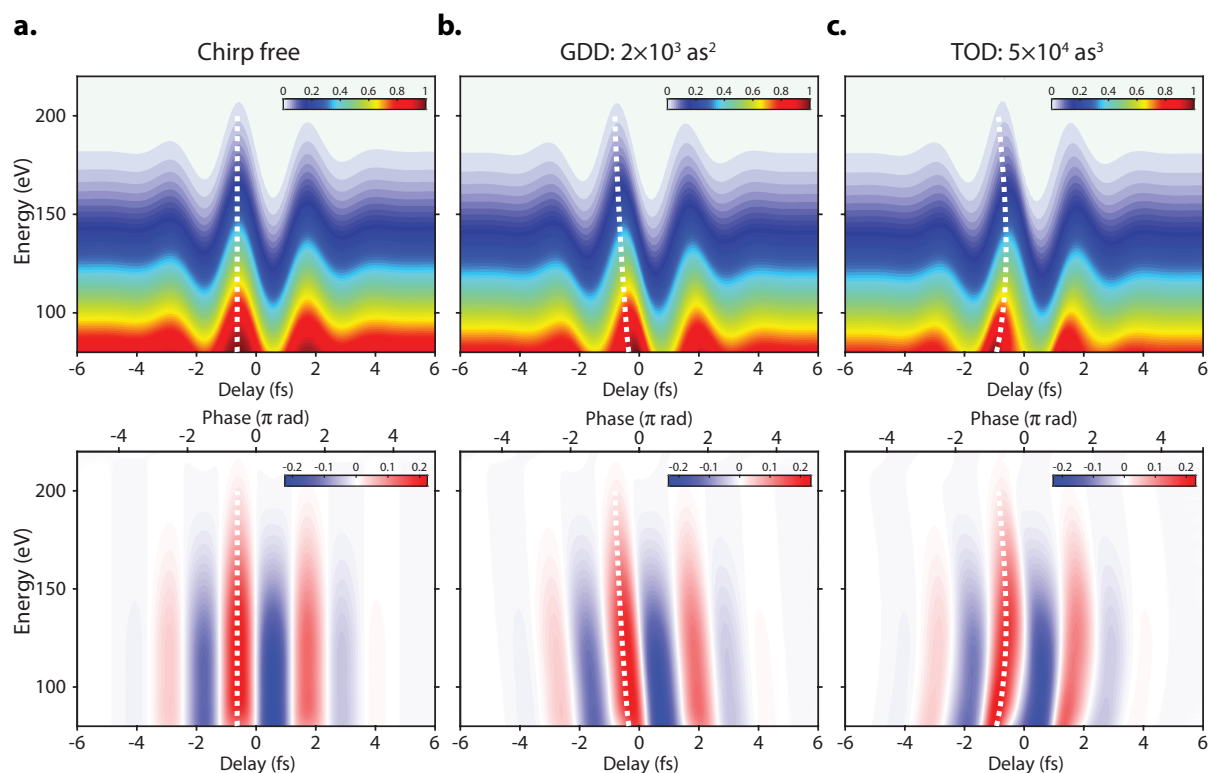 a.
Chirp free
b.
GDD: 2×10³ as²
c.
TOD: 5×10⁴ as³
0 0.2 0.4 0.6 0.8 1
0 0.2 0.4 0.6 0.8 1
0 0.2 0.4 0.6 0.8 1
Energy (eV)
200
150
100
-6 -4 -2 0 2 4 6
-6 -4 -2 0 2 4 6
-6 -4 -2 0 2 4 6
Delay (fs)
Delay (fs)
Delay (fs)
Phase (π rad)
Phase (π rad)
Phase (π rad)
-4 -2 0 2 4
-4 -2 0 2 4
-4 -2 0 2 4
-0.2 -0.1 0 0.1 0.2
-0.2 -0.1 0 0.1 0.2
-0.2 -0.1 0 0.1 0.2
Energy (eV)
200
150
100
-6 -4 -2 0 2 4 6
-6 -4 -2 0 2 4 6
-6 -4 -2 0 2 4 6
Delay (fs)
Delay (fs)
Delay (fs)